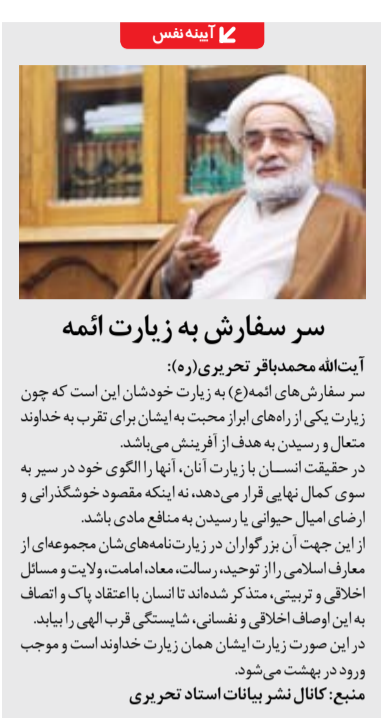 آیینه نفس
سر سفارش به زیارت ائمه
آیت‌الله محمدباقر تحریری(ره):
سر سفارش‌های ائمه(ع) به زیارت خودشان این است که چون
زیارت یکی از راه‌های ابراز محبت به ایشان برای تقرب به خداوند
متعال و رسیدن به هدف از آفرینش می‌باشد.
در حقیقت انســان با زیارت آنان، آنها را الگوی خود در سیر به
سوی کمال نهایی قرار می‌دهد، نه اینکه مقصود خوشگذرانی و
ارضای امیال حیوانی یا رسیدن به منافع مادی باشد.
از این جهت آن بزرگواران در زیارت‌نامه‌های‌شان مجموعه‌ای از
معارف اسلامی را از توحید، رسالت، معاد، امامت، ولایت و مسائل
اخلاقی و تربیتی، متذکر شده‌اند تا انسان با اعتقاد پاک و اتصاف
به این اوصاف اخلاقی و نفسانی، شایستگی قرب الهی را بیابد.
در این صورت زیارت ایشان همان زیارت خداوند است و موجب
ورود در بهشت می‌شود.
منبع: کانال نشر بیانات استاد تحریری